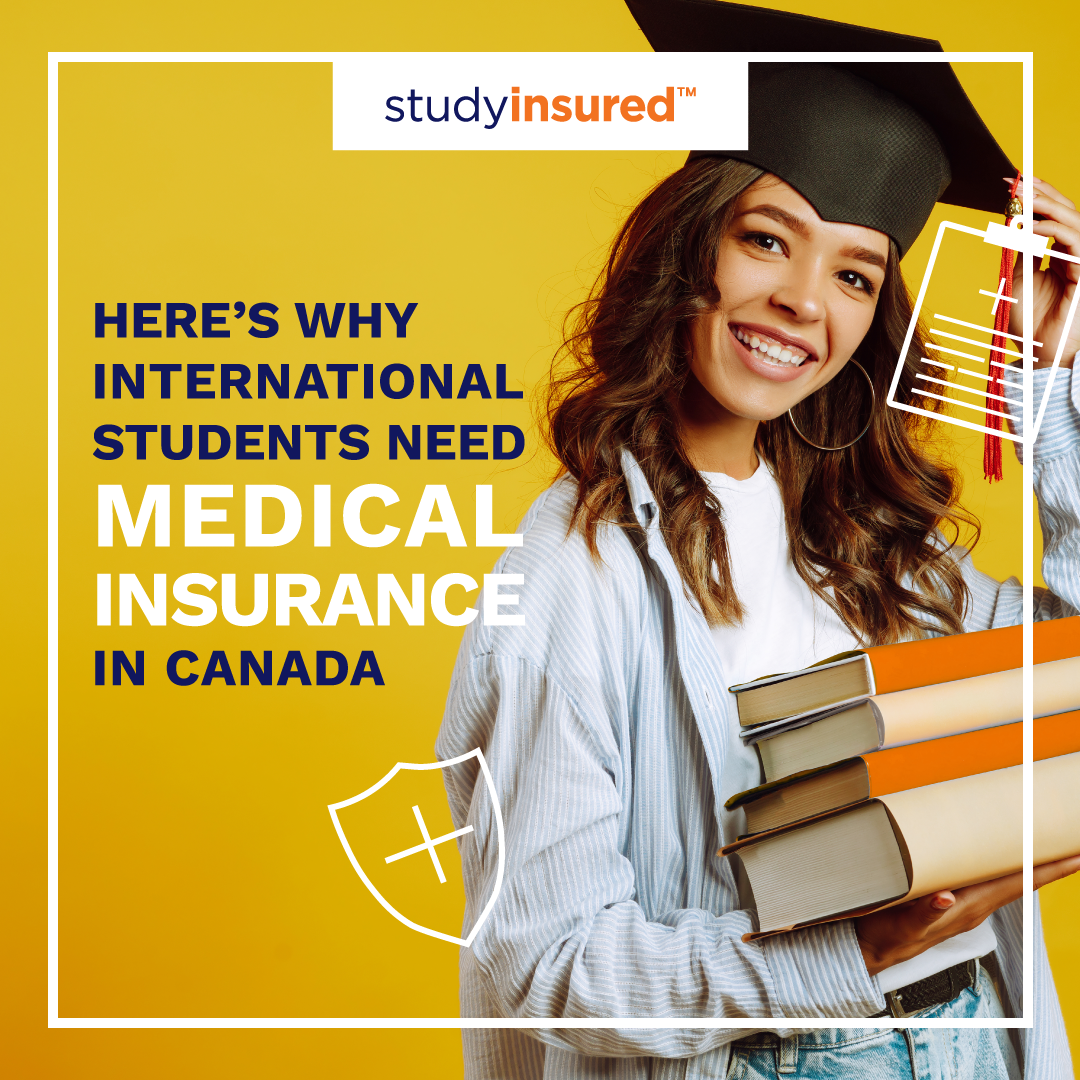 studyinsured™
HERE’S WHY
INTERNATIONAL
STUDENTS NEED
MEDICAL
INSURANCE
IN CANADA